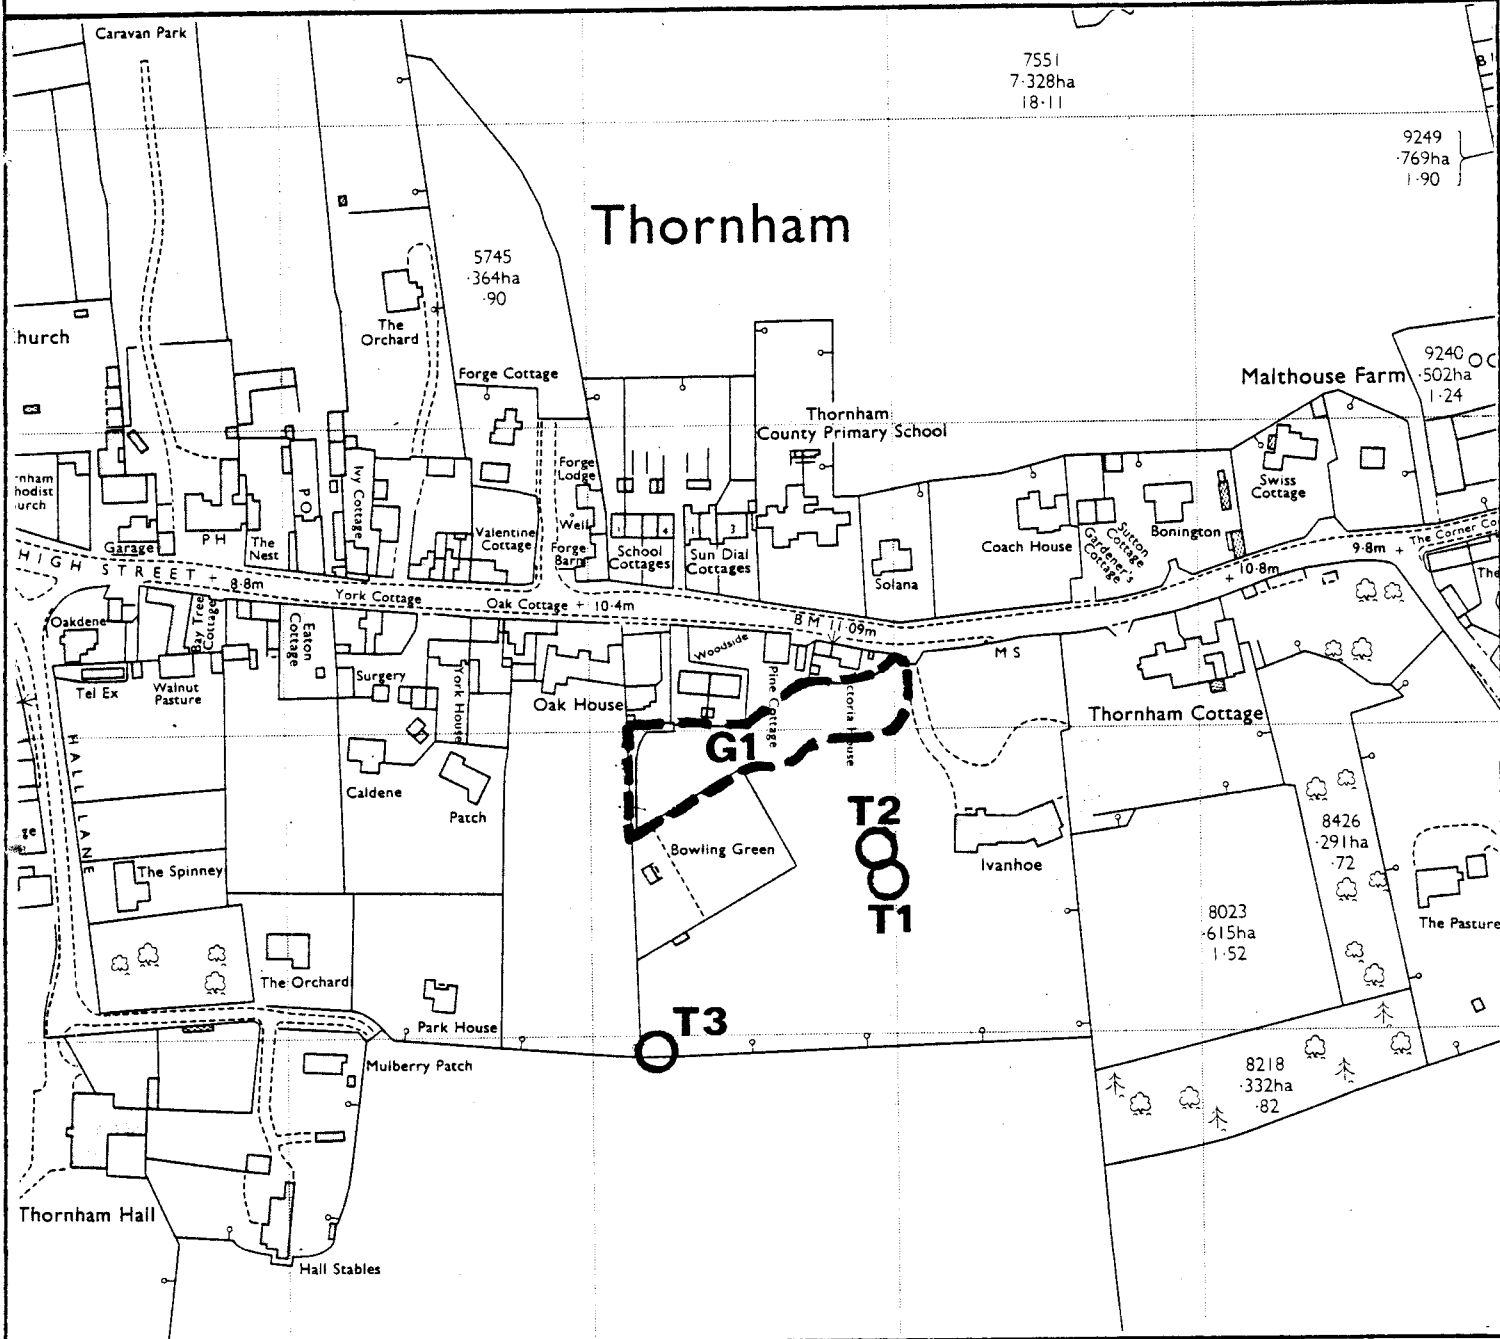 Caravan Park
7551
7·328ha
18·11
9249
·769ha
1·90
Thornham
5745
·364ha
·90
The
Orchard
Forge Cottage
Malthouse Farm
9240
·502ha
1·24
Thornham
County Primary School
Forge
Lodge
Well
Forge
Barn
Ivy Cottage
P O
P H
The
Nest
Garage
Valentine
Cottage
School
Cottages
1
4
Sun Dial
Cottages
1
3
Solana
Coach House
Sutton
Cottage
Gardener's
Cottage
Bonington
Swiss
Cottage
The Corner
9·8m
10·8m
HIGH STREET
8·8m
York Cottage
Oak Cottage
10·4m
B M 11·09m
M S
Oakdene
Bay Tree
Cottage
Eaton
Cottage
Tel Ex
Walnut
Pasture
Surgery
York House
Oak House
Woodside
Pine Cottage
G1
Thornham Cottage
HALL LANE
Caldene
Patch
Bowling Green
T2
T1
Ivanhoe
8426
·291ha
·72
The Spinney
8023
·615ha
1·52
The Pasture
The Orchard
Park House
T3
Mulberry Patch
8218
·332ha
·82
Thornham Hall
Hall Stables